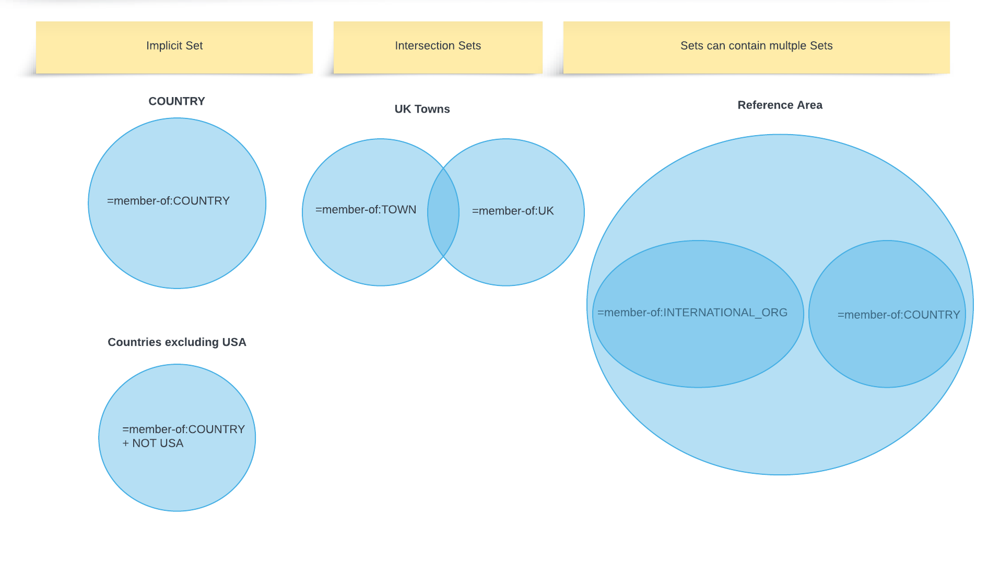 Implicit Set
Intersection Sets
Sets can contain multple Sets
COUNTRY
UK Towns
Reference Area
=member-of:COUNTRY
=member-of:TOWN
=member-of:UK
=member-of:INTERNATIONAL_ORG
=member-of:COUNTRY
Countries excluding USA
=member-of:COUNTRY
+ NOT USA